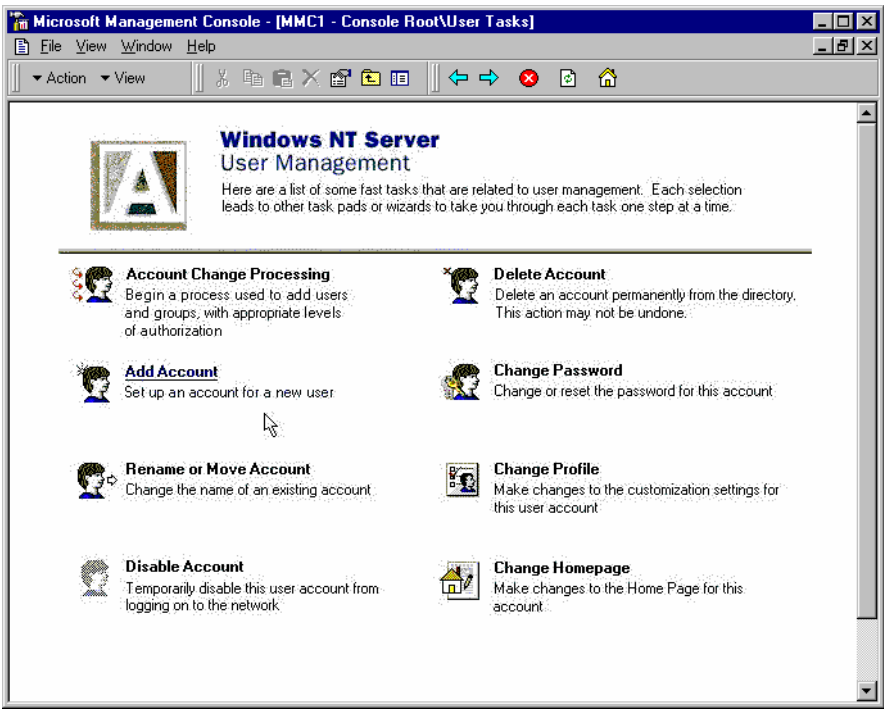 Microsoft Management Console - [MMC1 - Console Root\User Tasks]
File View Window Help
Action View
Windows NT Server
User Management
Here are a list of some fast tasks that are related to user management. Each selection
leads to other task pads or wizards to take you through each task one step at a time.
Account Change Processing
Begin a process used to add users
and groups, with appropriate levels
of authorization
Delete Account
Delete an account permanently from the directory.
This action may not be undone.
Add Account
Set up an account for a new user
Change Password
Change or reset the password for this account
Rename or Move Account
Change the name of an existing account
Change Profile
Make changes to the customization settings for
this user account
Disable Account
Temporarily disable this user account from
logging on to the network
Change Homepage
Make changes to the Home Page for this
account